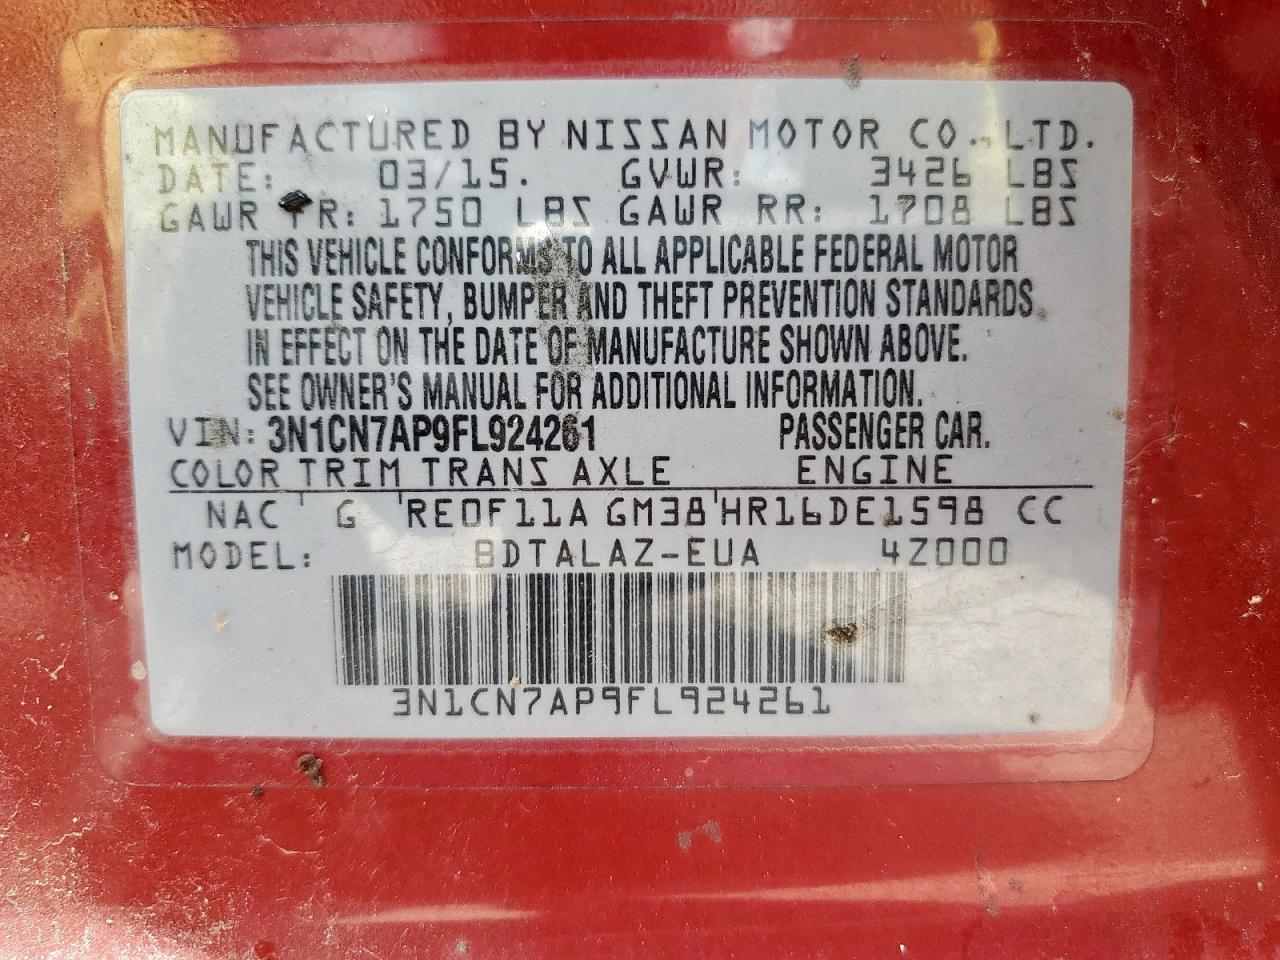 MANUFACTURED BY NISSAN MOTOR CO., LTD.
DATE: 03/15. GVWR: 3426 LBS
GAWR FR: 1750 LBS GAWR RR: 1708 LBS
THIS VEHICLE CONFORMS TO ALL APPLICABLE FEDERAL MOTOR
VEHICLE SAFETY, BUMPER AND THEFT PREVENTION STANDARDS
IN EFFECT ON THE DATE OF MANUFACTURE SHOWN ABOVE.
SEE OWNER'S MANUAL FOR ADDITIONAL INFORMATION.
VIN: 3N1CN7AP9FL924261 PASSENGER CAR.
COLOR TRIM TRANS AXLE ENGINE
NAC ' G 'RE0F11A GM38'HR16DE1598 CC
MODEL: BDTALAZ-EUA 4Z000
3N1CN7AP9FL924261